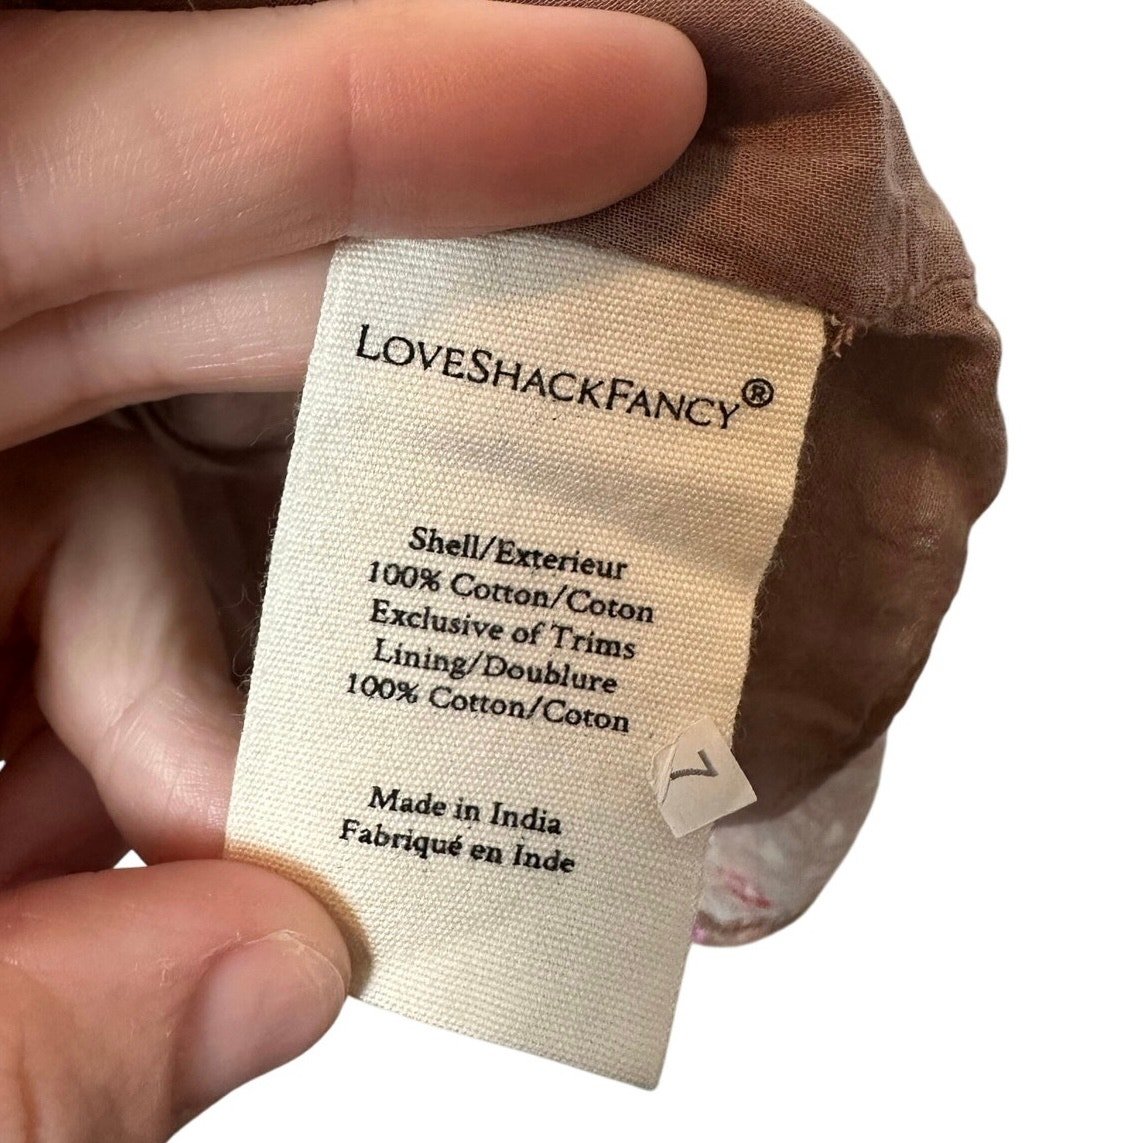 LOVESHACKFANCY®
Shell/Exterieur
100% Cotton/Coton
Exclusive of Trims
Lining/Doublure
100% Cotton/Coton
7
Made in India
Fabriqué en Inde